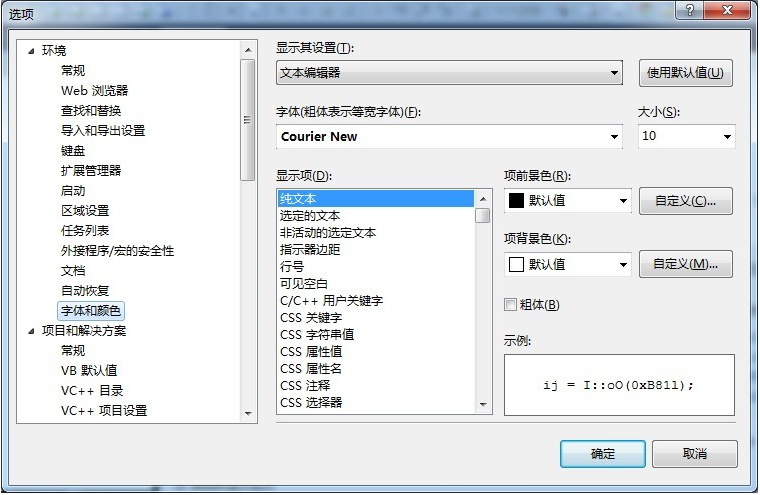 选项
环境
常规
Web 浏览器
查找和替换
导入和导出设置
键盘
扩展管理器
启动
区域设置
任务列表
外接程序/宏的安全性
文档
自动恢复
字体和颜色
项目和解决方案
常规
VB 默认值
VC++ 目录
VC++ 项目设置
显示其设置(T):
文本编辑器
使用默认值(U)
字体(粗体表示等宽字体)(F):
大小(S):
Courier New
10
显示项(D):
纯文本
选定的文本
非活动的选定文本
指示器边距
行号
可见空白
C/C++ 用户关键字
CSS 关键字
CSS 字符串值
CSS 属性值
CSS 属性名
CSS 注释
CSS 选择器
项前景色(R):
默认值
自定义(C)...
项背景色(K):
默认值
自定义(M)...
粗体(B)
示例:
ij = I::oO(0xB81l);
确定
取消